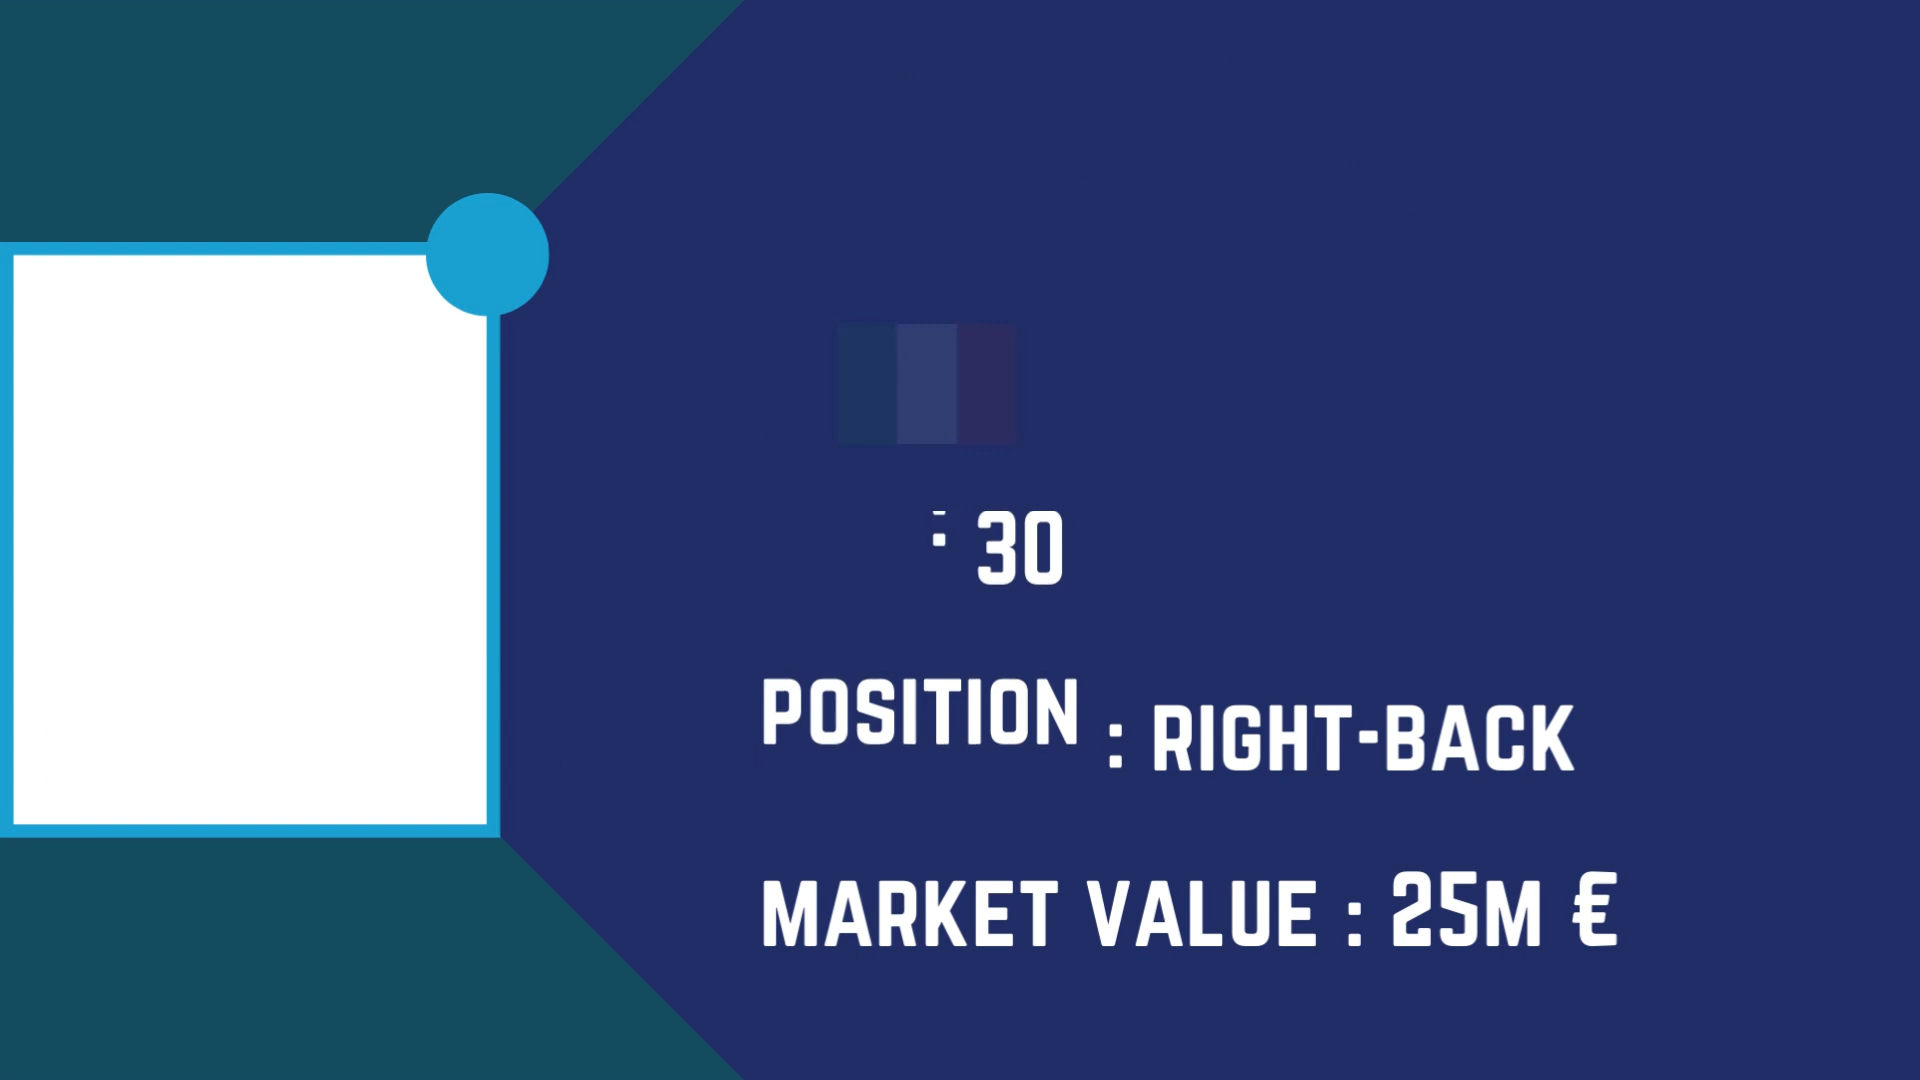 : 30
POSITION : RIGHT-BACK
MARKET VALUE : 25M €